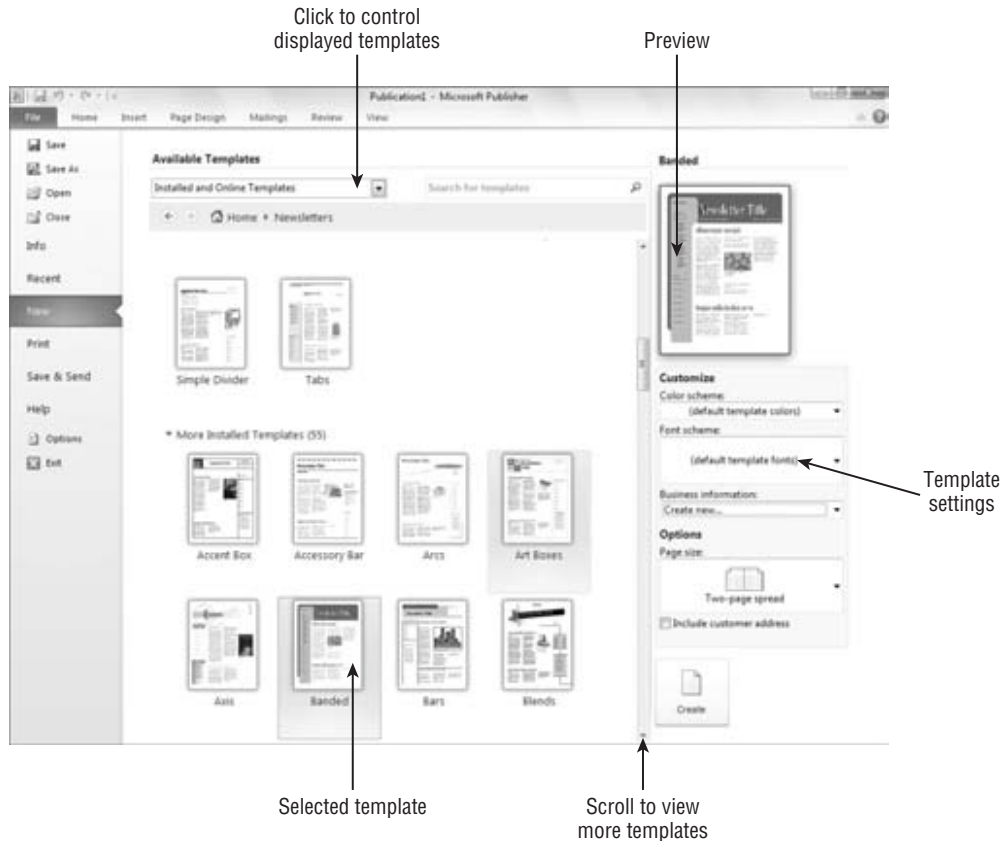 Click to control
displayed templates
Preview
Publication1 - Microsoft Publisher
File Home Insert Page Design Mailings Review View
Save
Save As
Open
Close
Info
Recent
New
Print
Save & Send
Help
Options
Exit
Available Templates
Installed and Online Templates
Search for templates
Home
Newsletters
Simple Divider
Tabs
More Installed Templates (55)
Accent Box
Accessory Bar
Arcs
Art Boxes
Axis
Banded
Bars
Blends
Banded
Newsletter Title
Customize
Color scheme:
(default template colors)
Font scheme:
(default template fonts)
Business information:
Create new...
Options
Page size:
Two-page spread
Include customer address
Create
Template
settings
Selected template
Scroll to view
more templates